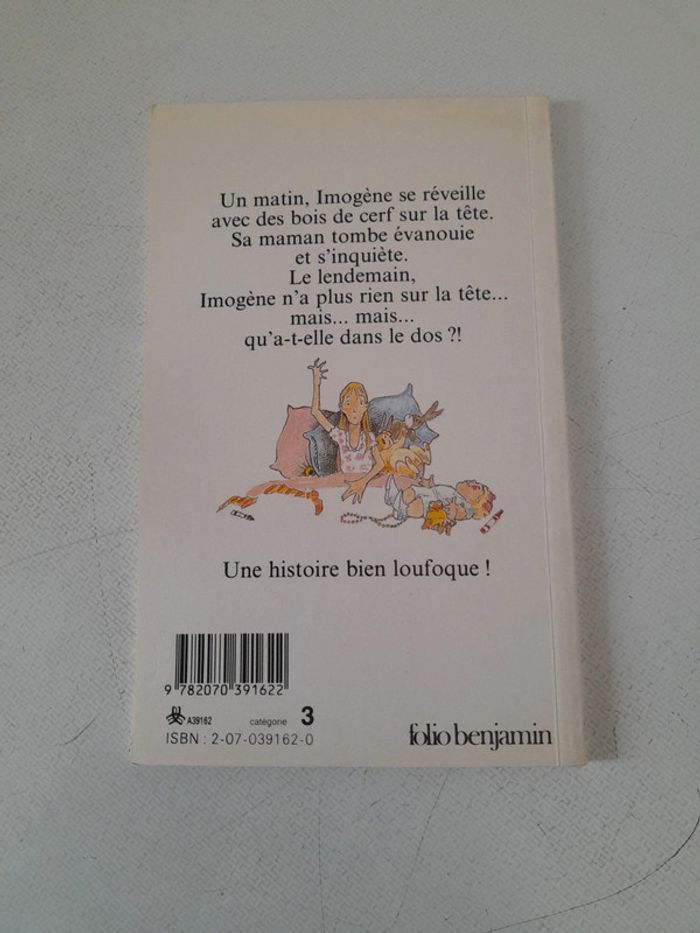 Un matin, Imogène se réveille
avec des bois de cerf sur la tête.
Sa maman tombe évanouie
et s'inquiète.
Le lendemain,
Imogène n'a plus rien sur la tête...
mais... mais...
qu'a-t-elle dans le dos ?!
Une histoire bien loufoque !
9 782070 391622
A39162 catégorie 3
ISBN : 2-07-039162-0
folio benjamin